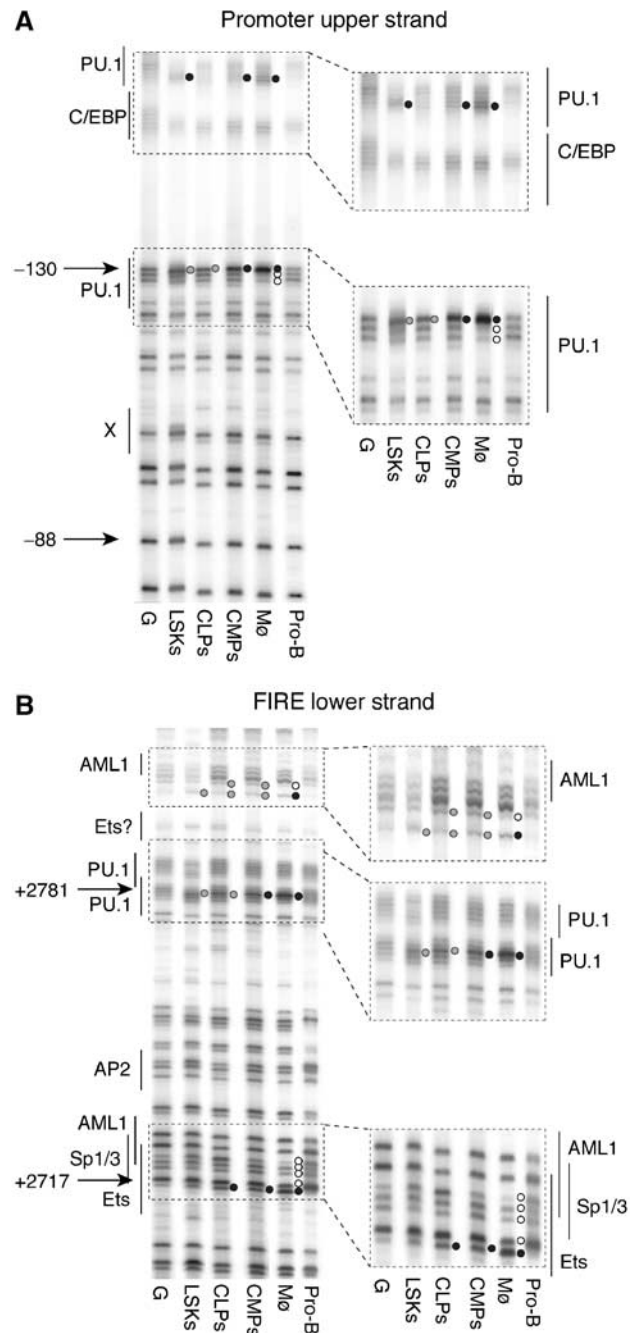 A
Promoter upper strand
PU.1
C/EBP
PU.1
C/EBP
−130
PU.1
PU.1
X
G
LSKs
CLPs
CMPs
Mø
Pro-B
−88
G
LSKs
CLPs
CMPs
Mø
Pro-B
B
FIRE lower strand
AML1
AML1
Ets?
PU.1
+2781
PU.1
PU.1
PU.1
AP2
AML1
AML1
Sp1/3
Sp1/3
+2717
Ets
Ets
G
LSKs
CLPs
CMPs
Mø
Pro-B
G
LSKs
CLPs
CMPs
Mø
Pro-B